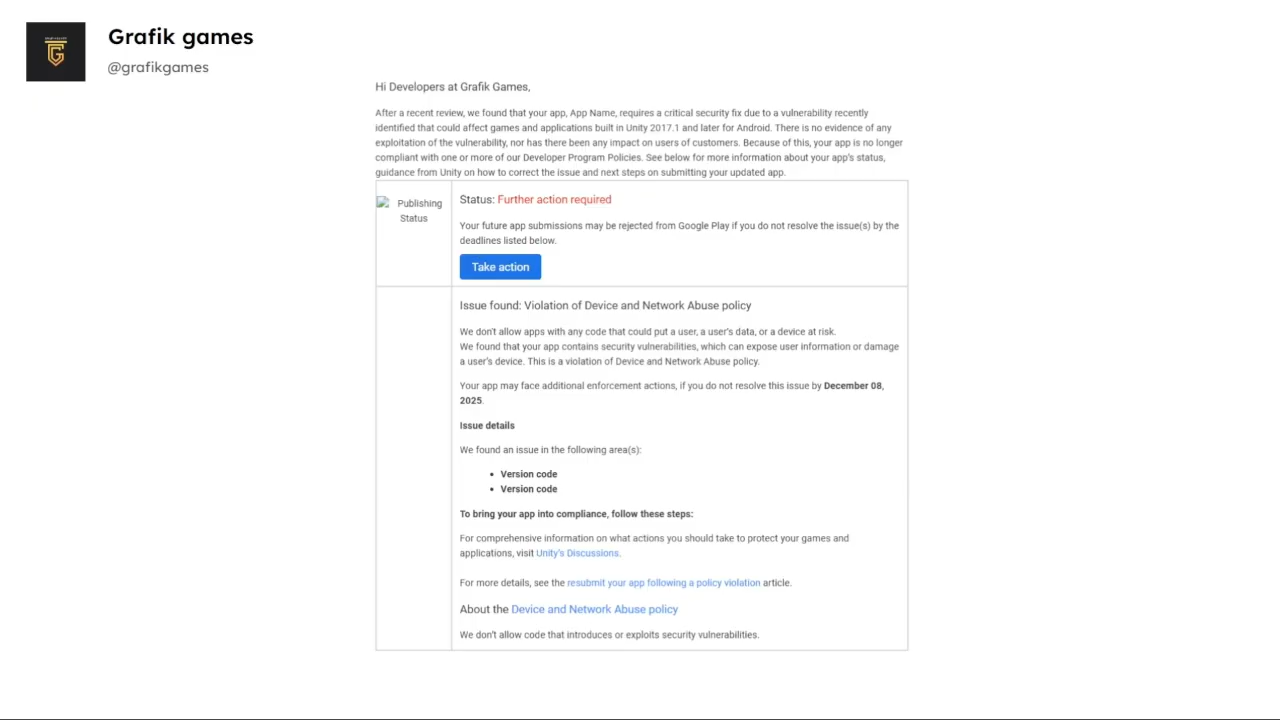 Grafik games
@grafikgames
Hi Developers at Grafik Games,
After a recent review, we found that your app, App Name, requires a critical security fix due to a vulnerability recently
identified that could affect games and applications built in Unity 2017.1 and later for Android. There is no evidence of any
exploitation of the vulnerability, nor has there been any impact on users of customers. Because of this, your app is no longer
compliant with one or more of our Developer Program Policies. See below for more information about your app's status,
guidance from Unity on how to correct the issue and next steps on submitting your updated app.
Publishing
Status
Status: Further action required
Your future app submissions may be rejected from Google Play if you do not resolve the issue(s) by the
deadlines listed below.
Take action
Issue found: Violation of Device and Network Abuse policy
We don't allow apps with any code that could put a user, a user's data, or a device at risk.
We found that your app contains security vulnerabilities, which can expose user information or damage
a user's device. This is a violation of Device and Network Abuse policy.
Your app may face additional enforcement actions, if you do not resolve this issue by December 08,
2025.
Issue details
We found an issue in the following area(s):
• Version code
• Version code
To bring your app into compliance, follow these steps:
For comprehensive information on what actions you should take to protect your games and
applications, visit Unity's Discussions.
For more details, see the resubmit your app following a policy violation article.
About the Device and Network Abuse policy
We don't allow code that introduces or exploits security vulnerabilities.